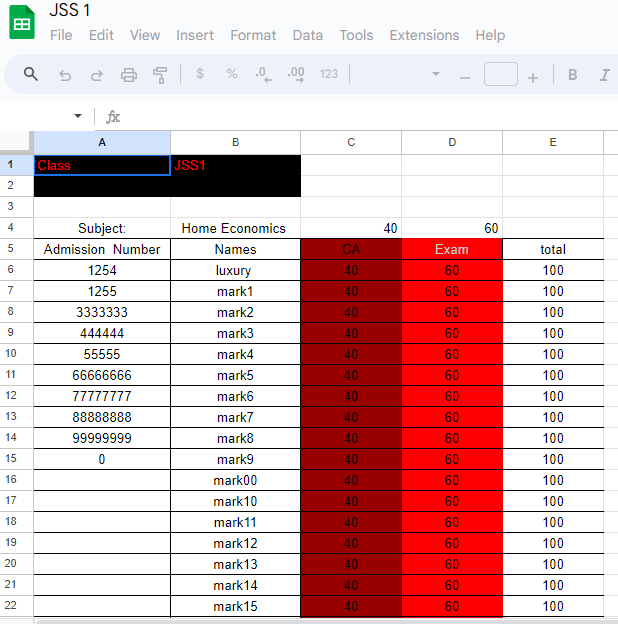 JSS 1
File Edit View Insert Format Data Tools Extensions Help
$ % .0 .00 123 B I
fx
A B C D E
1 Class JSS1
2
3
4 Subject: Home Economics 40 60
5 Admission Number Names CA Exam total
6 1254 luxury 40 60 100
7 1255 mark1 40 60 100
8 3333333 mark2 40 60 100
9 444444 mark3 40 60 100
10 55555 mark4 40 60 100
11 66666666 mark5 40 60 100
12 77777777 mark6 40 60 100
13 88888888 mark7 40 60 100
14 99999999 mark8 40 60 100
15 0 mark9 40 60 100
16 mark00 40 60 100
17 mark10 40 60 100
18 mark11 40 60 100
19 mark12 40 60 100
20 mark13 40 60 100
21 mark14 40 60 100
22 mark15 40 60 100